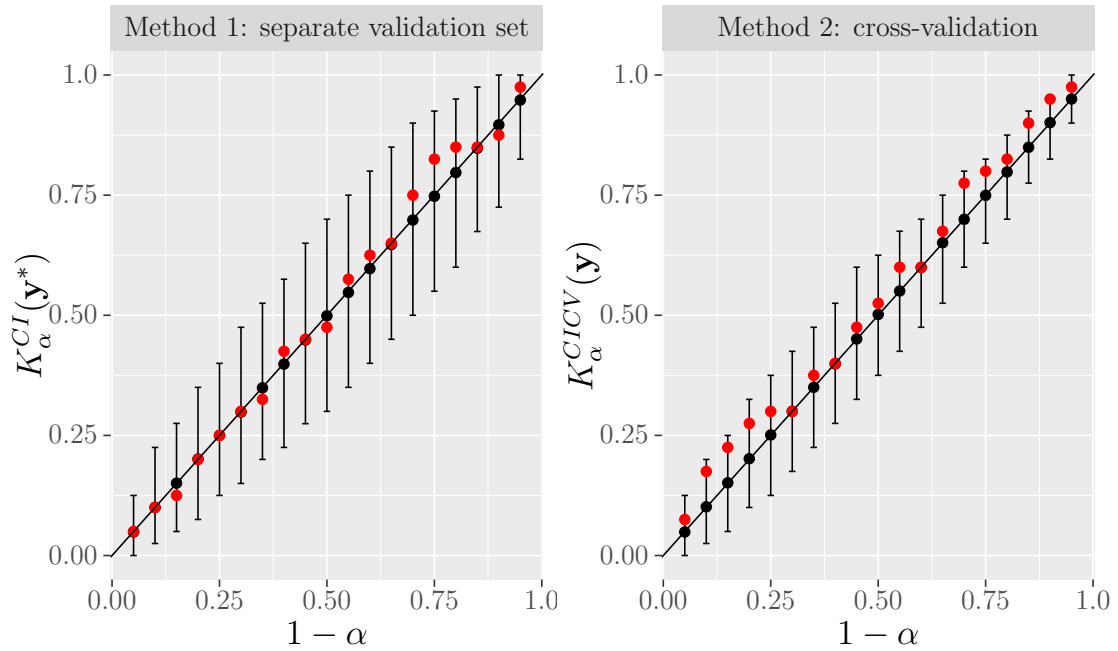 Method 1: separate validation set
1.0
0.75
0.50
0.25
0.00
0.00 0.25 0.50 0.75 1.0
1 − α
K_α^{CI}(y*)
Method 2: cross-validation
1.0
0.75
0.50
0.25
0.00
0.00 0.25 0.50 0.75 1.0
1 − α
K_α^{CICV}(y)